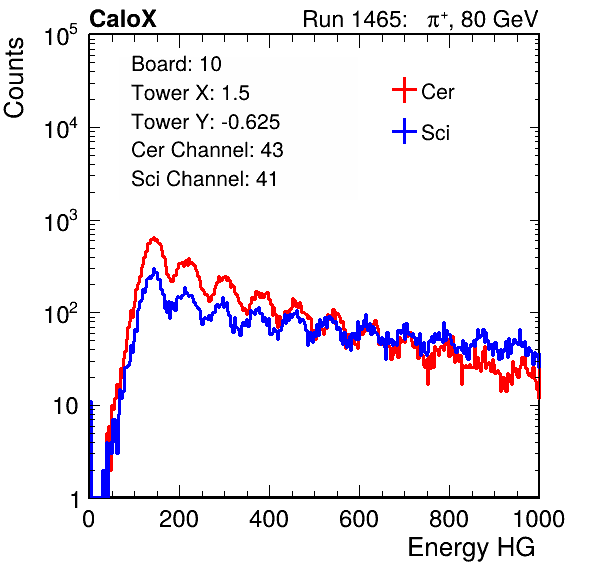 CaloX Run 1465: π⁺, 80 GeV
Counts
10⁵
10⁴
10³
10²
10
1
Board: 10
Tower X: 1.5
Tower Y: -0.625
Cer Channel: 43
Sci Channel: 41
Cer
Sci
0 200 400 600 800 1000
Energy HG